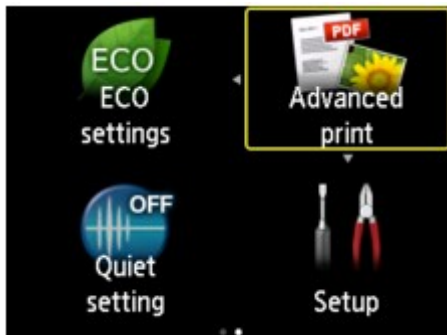 ECO
ECO
settings
PDF
Advanced
print
OFF
Quiet
setting
Setup